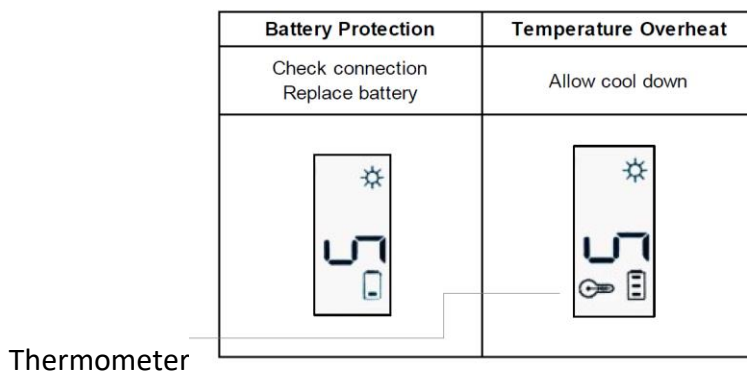 Battery Protection
Temperature Overheat
Check connection
Replace battery
Allow cool down
Thermometer